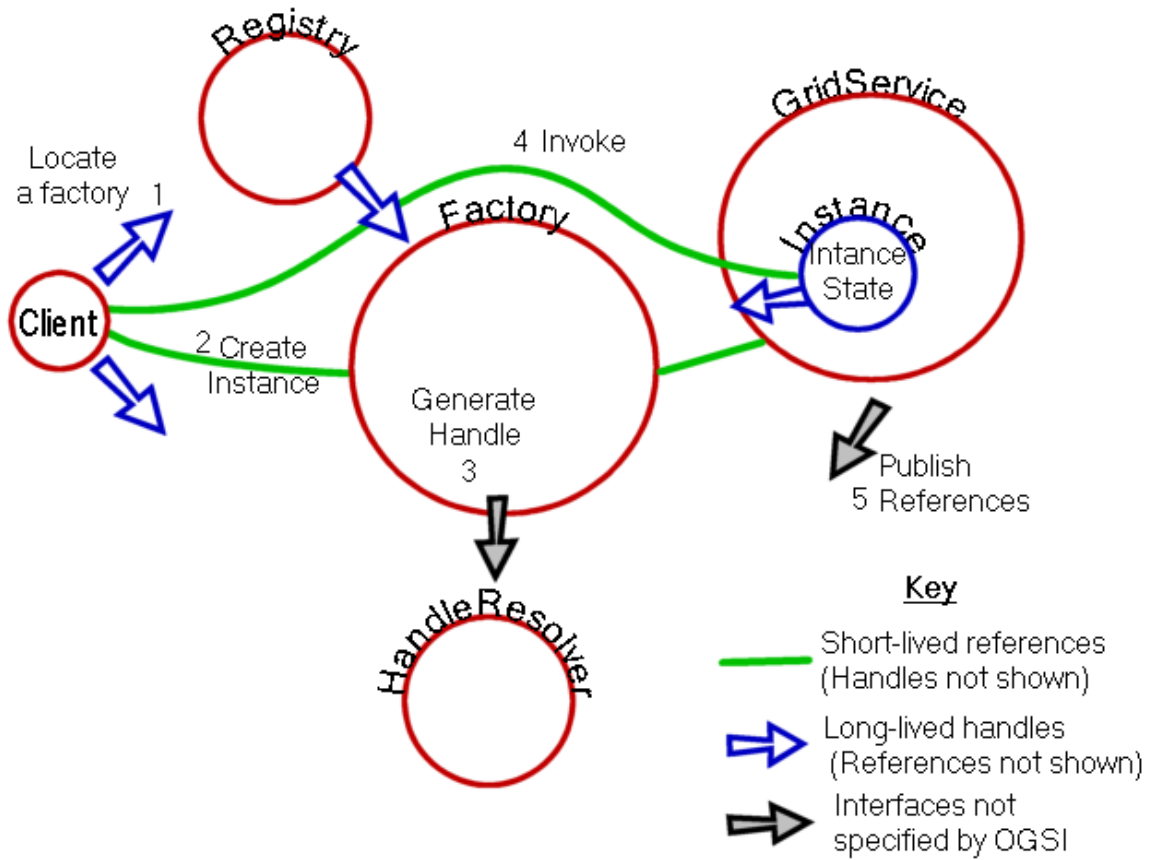 Registry
GridService
4 Invoke
Locate
a factory 1
Factory
Instance
Intance
State
Client
2 Create
Instance
Generate
Handle
3
Publish
5 References
HandleResolver
Key
Short-lived references
(Handles not shown)
Long-lived handles
(References not shown)
Interfaces not
specified by OGSI